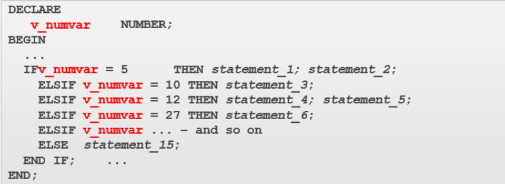 DECLARE
v_numvar NUMBER;
BEGIN
...
IFv_numvar = 5 THEN statement_1; statement_2;
ELSIF v_numvar = 10 THEN statement_3;
ELSIF v_numvar = 12 THEN statement_4; statement_5;
ELSIF v_numvar = 27 THEN statement_6;
ELSIF v_numvar ... – and so on
ELSE statement_15;
END IF; ...
END;